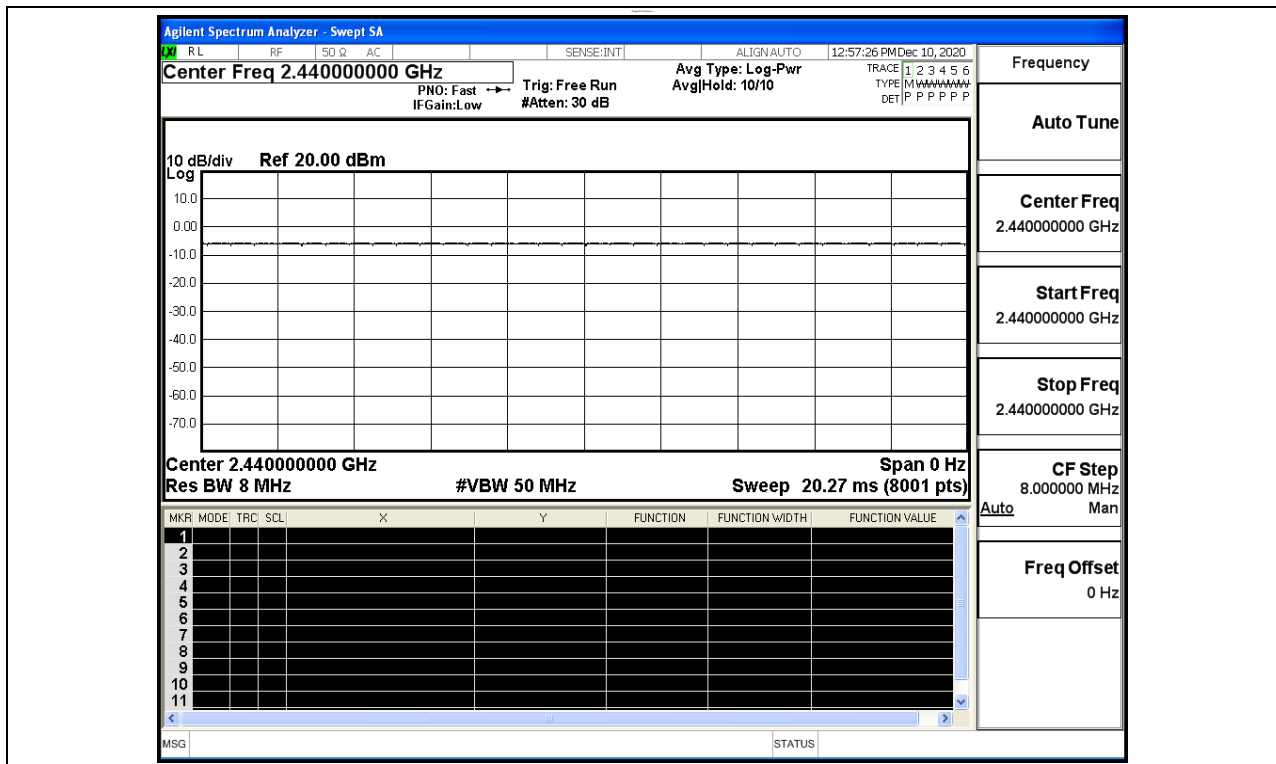 Agilent Spectrum Analyzer - Swept SA
LXI RL RF 50 Ω AC SENSE:INT ALIGN AUTO 12:57:26 PM Dec 10, 2020
Center Freq 2.440000000 GHz
PNO: Fast
IFGain:Low
Trig: Free Run
#Atten: 30 dB
Avg Type: Log-Pwr
Avg|Hold: 10/10
TRACE 1 2 3 4 5 6
TYPE M WWWWW
DET P P P P P P
10 dB/div Ref 20.00 dBm
Log
10.0
0.00
-10.0
-20.0
-30.0
-40.0
-50.0
-60.0
-70.0
Center 2.440000000 GHz Span 0 Hz
Res BW 8 MHz #VBW 50 MHz Sweep 20.27 ms (8001 pts)
MKR MODE TRC SCL X Y FUNCTION FUNCTION WIDTH FUNCTION VALUE
1
2
3
4
5
6
7
8
9
10
11
MSG STATUS
Frequency
Auto Tune
Center Freq
2.440000000 GHz
Start Freq
2.440000000 GHz
Stop Freq
2.440000000 GHz
CF Step
8.000000 MHz
Auto Man
Freq Offset
0 Hz